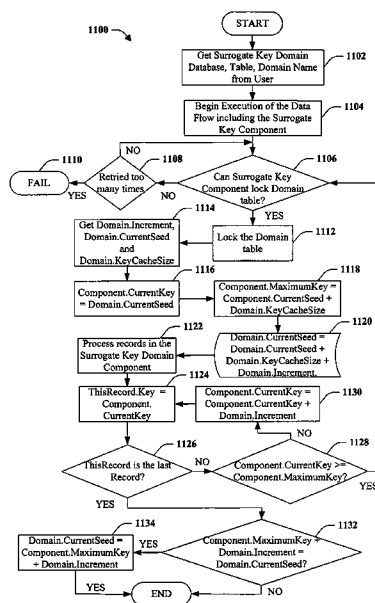 1100
START
Get Surrogate Key Domain
Database, Table, Domain Name
from User
1102
Begin Execution of the Data
Flow including the Surrogate
Key Component
1104
NO
1110
FAIL
YES
Retried too
many times
1108
NO
Can Surrogate Key
Component lock Domain
table?
1106
YES
1114
Get Domain.Increment,
Domain.CurrentSeed
and
Domain.KeyCacheSize
Lock the Domain
table
1112
1116
Component.CurrentKey
= Domain.CurrentSeed
1118
Component.MaximumKey =
Component.CurrentSeed +
Domain.KeyCacheSize
1120
Domain.CurrentSeed =
Domain.CurrentSeed +
Domain.KeyCacheSize +
Domain.Increment.
1122
Process records in the
Surrogate Key Domain
Component
1124
ThisRecord.Key =
Component.
CurrentKey
1130
Component.CurrentKey =
Component.CurrentKey +
Domain.Increment
NO
1126
ThisRecord is the last
Record?
NO
1128
Component.CurrentKey >=
Component.MaximumKey?
YES
YES
1132
Component.MaximumKey +
Domain.Increment =
Domain.CurrentSeed?
YES
NO
1134
Domain.CurrentSeed =
Component.MaximumKey
+ Domain.Increment
YES
END